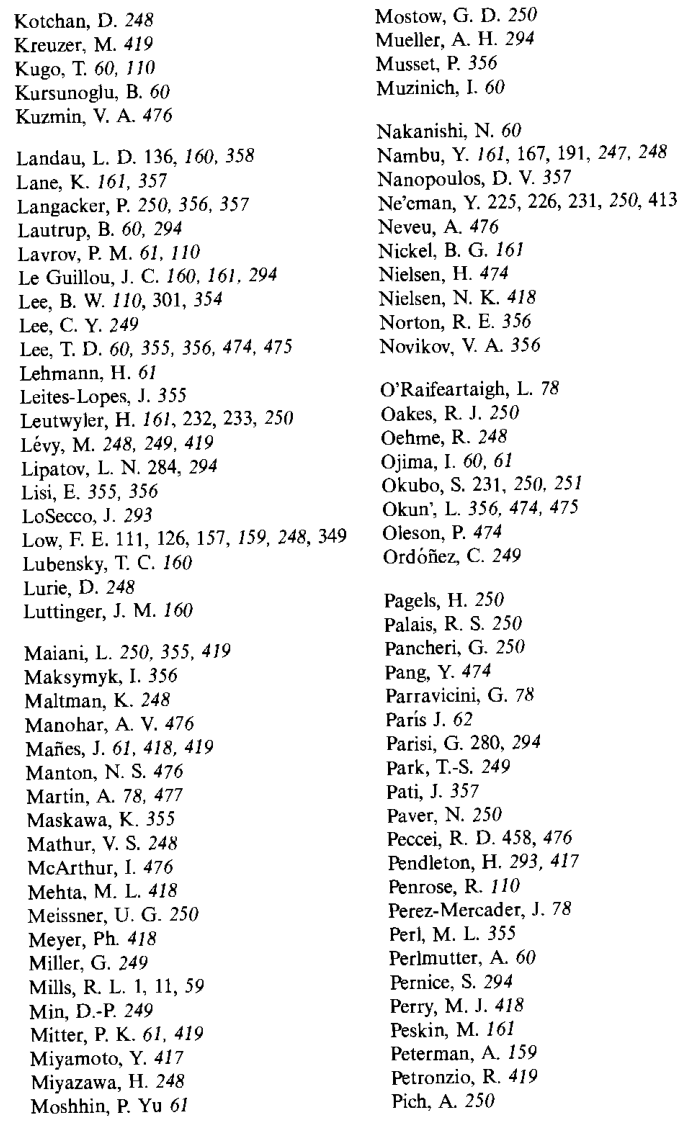 Kotchan, D. 248
Kreuzer, M. 419
Kugo, T. 60, 110
Kursunoglu, B. 60
Kuzmin, V. A. 476
Landau, L. D. 136, 160, 358
Lane, K. 161, 357
Langacker, P. 250, 356, 357
Lautrup, B. 60, 294
Lavrov, P. M. 61, 110
Le Guillou, J. C. 160, 161, 294
Lee, B. W. 110, 301, 354
Lee, C. Y. 249
Lee, T. D. 60, 355, 356, 474, 475
Lehmann, H. 61
Leites-Lopes, J. 355
Leutwyler, H. 161, 232, 233, 250
Lévy, M. 248, 249, 419
Lipatov, L. N. 284, 294
Lisi, E. 355, 356
LoSecco, J. 293
Low, F. E. 111, 126, 157, 159, 248, 349
Lubensky, T. C. 160
Lurie, D. 248
Luttinger, J. M. 160
Maiani, L. 250, 355, 419
Maksymyk, I. 356
Maltman, K. 248
Manohar, A. V. 476
Mañes, J. 61, 418, 419
Manton, N. S. 476
Martin, A. 78, 477
Maskawa, K. 355
Mathur, V. S. 248
McArthur, I. 476
Mehta, M. L. 418
Meissner, U. G. 250
Meyer, Ph. 418
Miller, G. 249
Mills, R. L. 1, 11, 59
Min, D.-P. 249
Mitter, P. K. 61, 419
Miyamoto, Y. 417
Miyazawa, H. 248
Moshhin, P. Yu 61
Mostow, G. D. 250
Mueller, A. H. 294
Musset, P. 356
Muzinich, I. 60
Nakanishi, N. 60
Nambu, Y. 161, 167, 191, 247, 248
Nanopoulos, D. V. 357
Ne'eman, Y. 225, 226, 231, 250, 413
Neveu, A. 476
Nickel, B. G. 161
Nielsen, H. 474
Nielsen, N. K. 418
Norton, R. E. 356
Novikov, V. A. 356
O'Raifeartaigh, L. 78
Oakes, R. J. 250
Oehme, R. 248
Ojima, I. 60, 61
Okubo, S. 231, 250, 251
Okun', L. 356, 474, 475
Oleson, P. 474
Ordóñez, C. 249
Pagels, H. 250
Palais, R. S. 250
Pancheri, G. 250
Pang, Y. 474
Parravicini, G. 78
París J. 62
Parisi, G. 280, 294
Park, T.-S. 249
Pati, J. 357
Paver, N. 250
Peccei, R. D. 458, 476
Pendleton, H. 293, 417
Penrose, R. 110
Perez-Mercader, J. 78
Perl, M. L. 355
Perlmutter, A. 60
Pernice, S. 294
Perry, M. J. 418
Peskin, M. 161
Peterman, A. 159
Petronzio, R. 419
Pich, A. 250